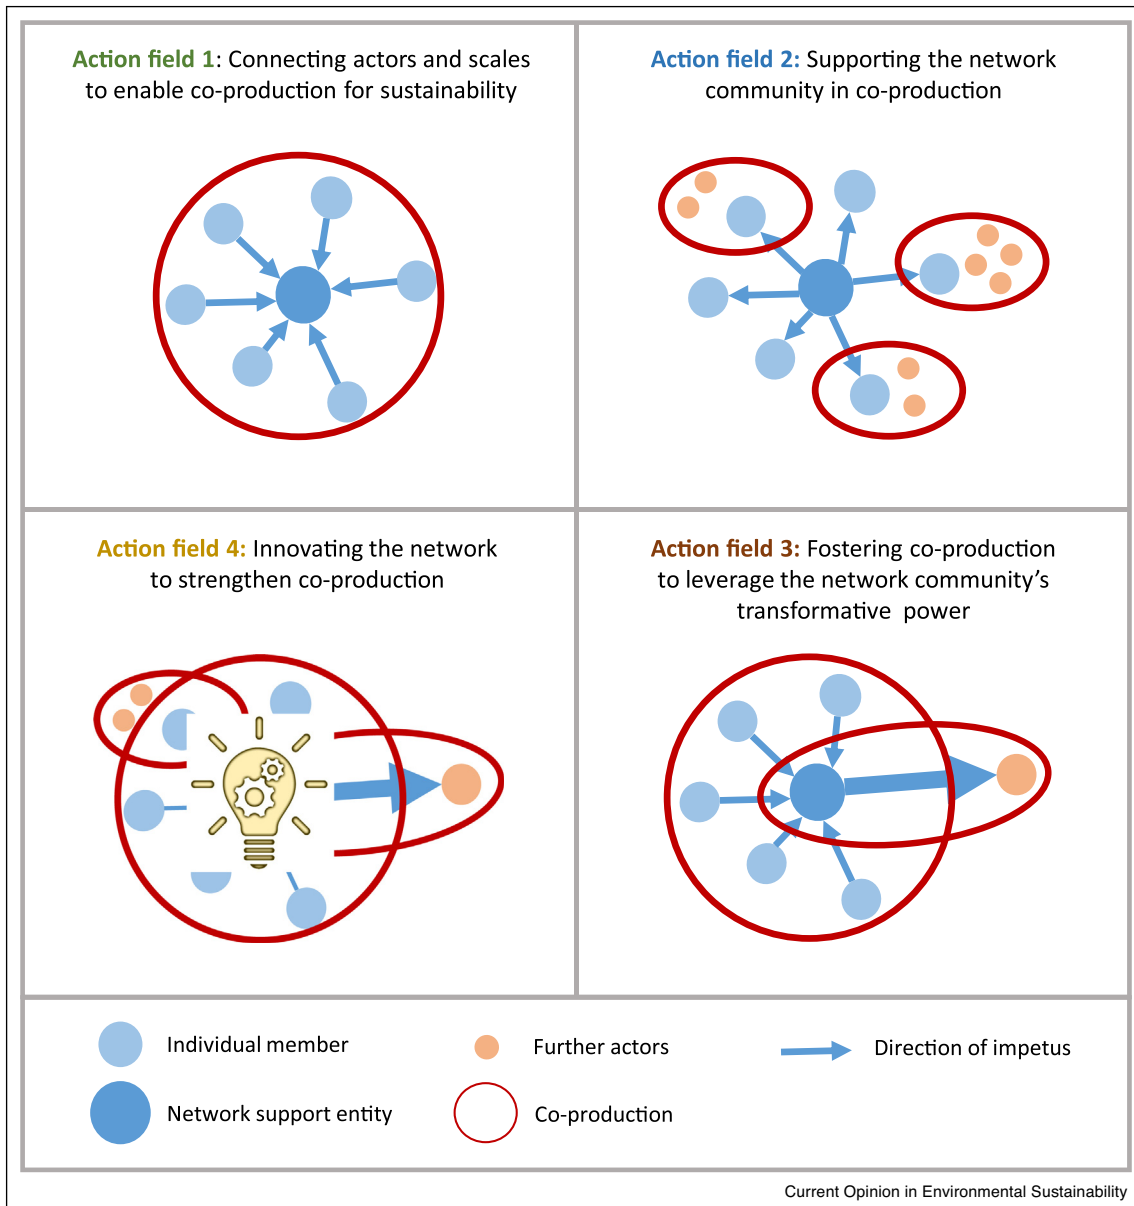 Action field 1: Connecting actors and scales
to enable co-production for sustainability
Action field 2: Supporting the network
community in co-production
Action field 4: Innovating the network
to strengthen co-production
Action field 3: Fostering co-production
to leverage the network community's
transformative power
Individual member
Further actors
Direction of impetus
Network support entity
Co-production
Current Opinion in Environmental Sustainability